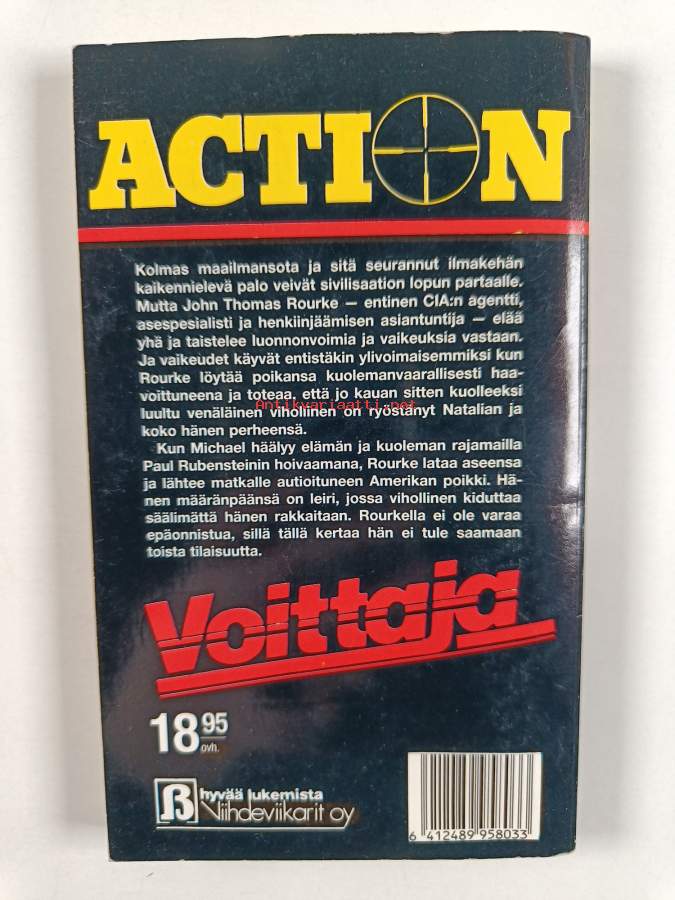 ACTION
Kolmas maailmansota ja sitä seurannut ilmakehän
kaikennielevä palo veivät sivilisaation lopun partaalle.
Mutta John Thomas Rourke — entinen CIA:n agentti,
asespesialisti ja henkiinjäämisen asiantuntija — elää
yhä ja taistelee luonnonvoimia ja vaikeuksia vastaan.
Ja vaikeudet käyvät entistäkin ylivoimaisemmiksi kun
Rourke löytää poikansa kuolemanvaarallisesti haa-
voittuneena ja toteaa, että jo kauan sitten kuolleeksi
Antikvariaatti.net
luultu venäläinen vihollinen on ryöstänyt Natalian ja
koko hänen perheensä.
Kun Michael häälyy elämän ja kuoleman rajamailla
Paul Rubensteinin hoivaamana, Rourke lataa aseensa
ja lähtee matkalle autioituneen Amerikan poikki. Hä-
nen määränpäänsä on leiri, jossa vihollinen kiduttaa
säälimättä hänen rakkaitaan. Rourkella ei ole varaa
epäonnistua, sillä tällä kertaa hän ei tule saamaan
toista tilaisuutta.
Voittaja
18 95
ovh.
hyvää lukemista
Viihdeviikarit oy
6 412489 958033